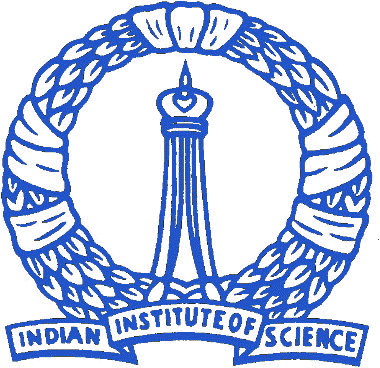 INDIAN INSTITUTE OF SCIENCE